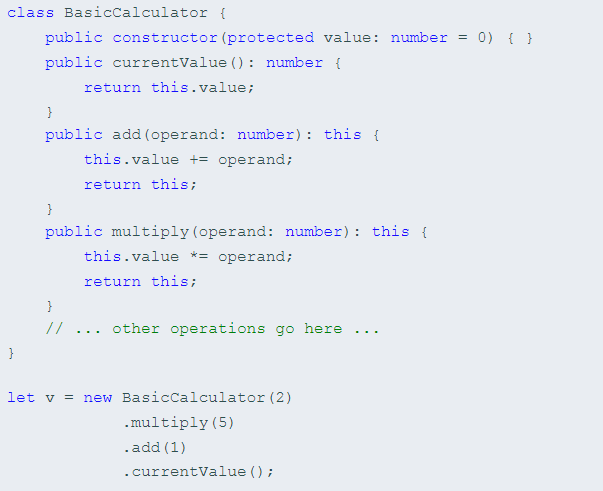 class BasicCalculator {
    public constructor(protected value: number = 0) { }
    public currentValue(): number {
        return this.value;
    }
    public add(operand: number): this {
        this.value += operand;
        return this;
    }
    public multiply(operand: number): this {
        this.value *= operand;
        return this;
    }
    // ... other operations go here ...
}

let v = new BasicCalculator(2)
            .multiply(5)
            .add(1)
            .currentValue();